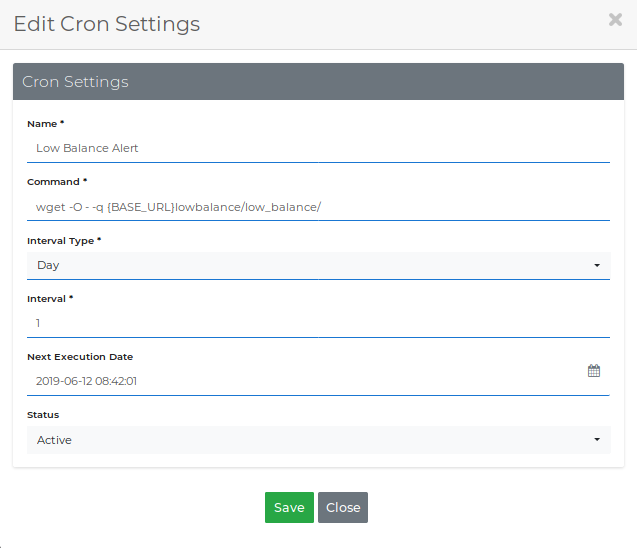 Edit Cron Settings
Cron Settings
Name *
Low Balance Alert
Command *
wget -O - -q {BASE_URL}lowbalance/low_balance/
Interval Type *
Day
Interval *
1
Next Execution Date
2019-06-12 08:42:01
Status
Active
Save Close